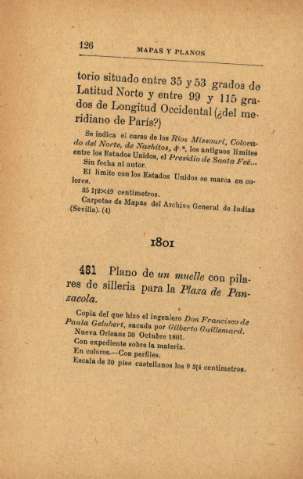 126 MAPAS Y PLANOS
torio situado entre 35 y 53 grados de
Latitud Norte y entre 99 y 115 gra-
dos de Longitud Occidental (¿del me-
ridiano de París?)
Se indica el curso de los Rios Missouri, Colora-
do del Norte, de Nachitos, & ª, los antiguos límites
entre los Estados Unidos, el Presidio de Santa Feé...
Sin fecha ni autor.
El límite con los Estados Unidos se marca en co-
lores.
35 1|2×49 centímetros.
Carpetas de Mapas del Archivo General de Indias
(Sevilla). (4)
1801
481 Plano de un muelle con pila-
res de silleria para la Plaza de Pan-
zacola.
Copia del que hizo el ingeniero Don Francisco de
Paula Gelabert, sacada por Gilberto Guillemard.
Nueva Orleans 30 Octubre 1801.
Con expediente sobre la materia.
En colores.—Con perfiles.
Escala de 30 pies castellanos los 9 3|4 centímetros.